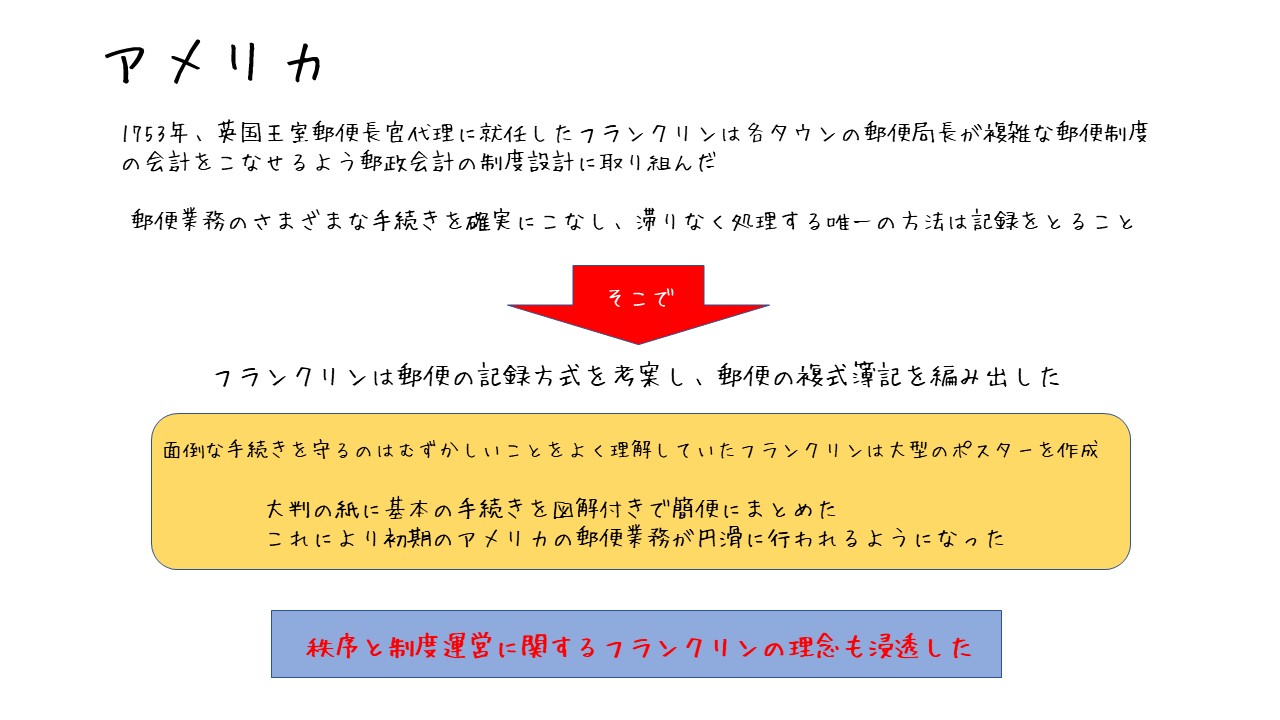 アメリカ
1753年、英国王室郵便長官代理に就任したフランクリンは各タウンの郵便局長が複雑な郵便制度
の会計をこなせるよう郵政会計の制度設計に取り組んだ
郵便業務のさまざまな手続きを確実にこなし、滞りなく処理する唯一の方法は記録をとること
そこで
フランクリンは郵便の記録方式を考案し、郵便の複式簿記を編み出した
面倒な手続きを守るのはむずかしいことをよく理解していたフランクリンは大型のポスターを作成
大判の紙に基本の手続きを図解付きで簡便にまとめた
これにより初期のアメリカの郵便業務が円滑に行われるようになった
秩序と制度運営に関するフランクリンの理念も浸透した